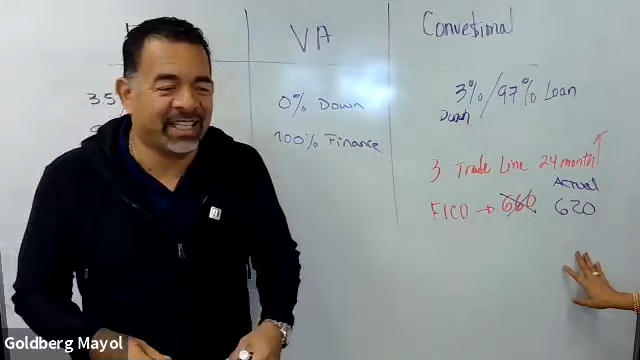 VA
Conventional
3.5
0% Down
100% Finance
3%/97% Loan
Down
3 Trade Line 24 month
Actual
FICO → 660 620
Goldberg Mayol